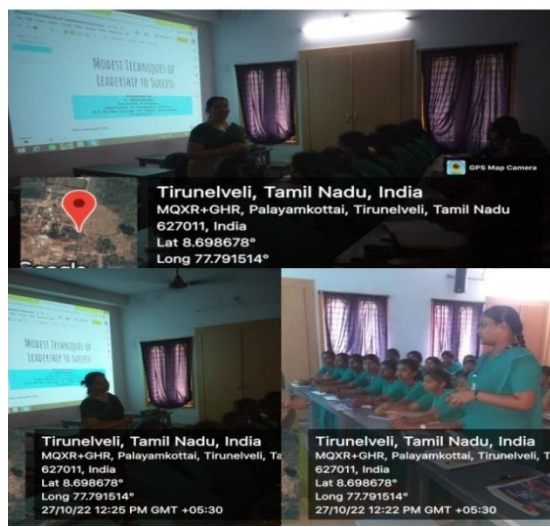 MODEST TECHNIQUES OF
LEADERSHIP TO SUCCESS
GPS Map Camera
Tirunelveli, Tamil Nadu, India
MQXR+GHR, Palayamkottai, Tirunelveli, Tamil Nadu
627011, India
Lat 8.698678°
Long 77.791514°
Google
MODEST TECHNIQUES OF
LEADERSHIP TO SUCCESS
Tirunelveli, Tamil Nadu, India
MQXR+GHR, Palayamkottai, Tirunelveli, Ta
627011, India
Lat 8.698678°
Long 77.791514°
27/10/22 12:25 PM GMT +05:30
Tirunelveli, Tamil Nadu, India
MQXR+GHR, Palayamkottai, Tirunelveli, T
627011, India
Lat 8.698678°
Long 77.791514°
27/10/22 12:22 PM GMT +05:30